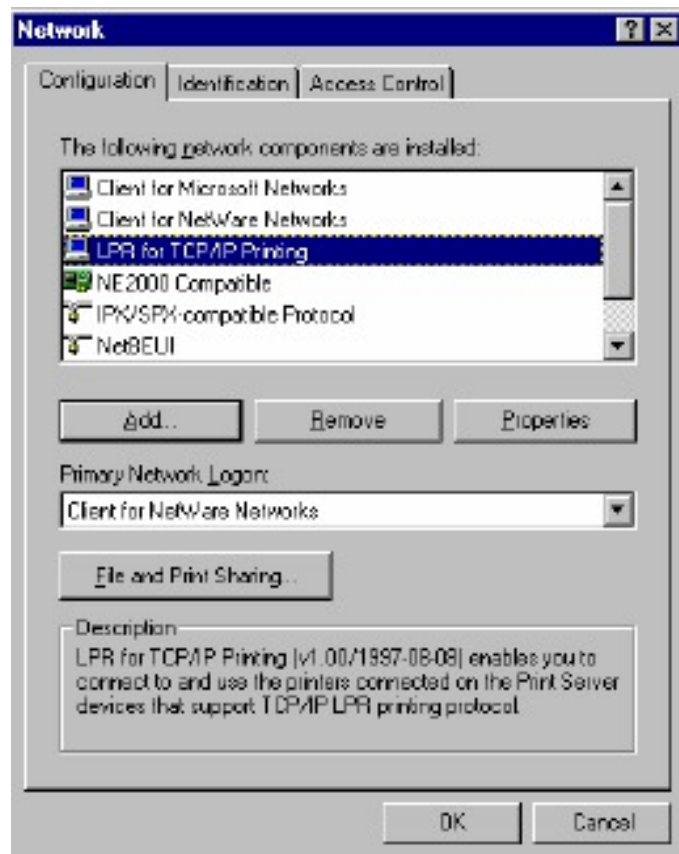 Network
Configuration
Identification
Access Control
The following network components are installed:
Client for Microsoft Networks
Client for NetWare Networks
LPR for TCP/IP Printing
NE2000 Compatible
IPX/SPX-compatible Protocol
NetBEUI
Add...
Remove
Properties
Primary Network Logon:
Client for NetWare Networks
File and Print Sharing...
Description
LPR for TCP/IP Printing (v1.00/1997-08-08) enables you to
connect to and use the printers connected on the Print Server
devices that support TCP/IP LPR printing protocol.
OK
Cancel